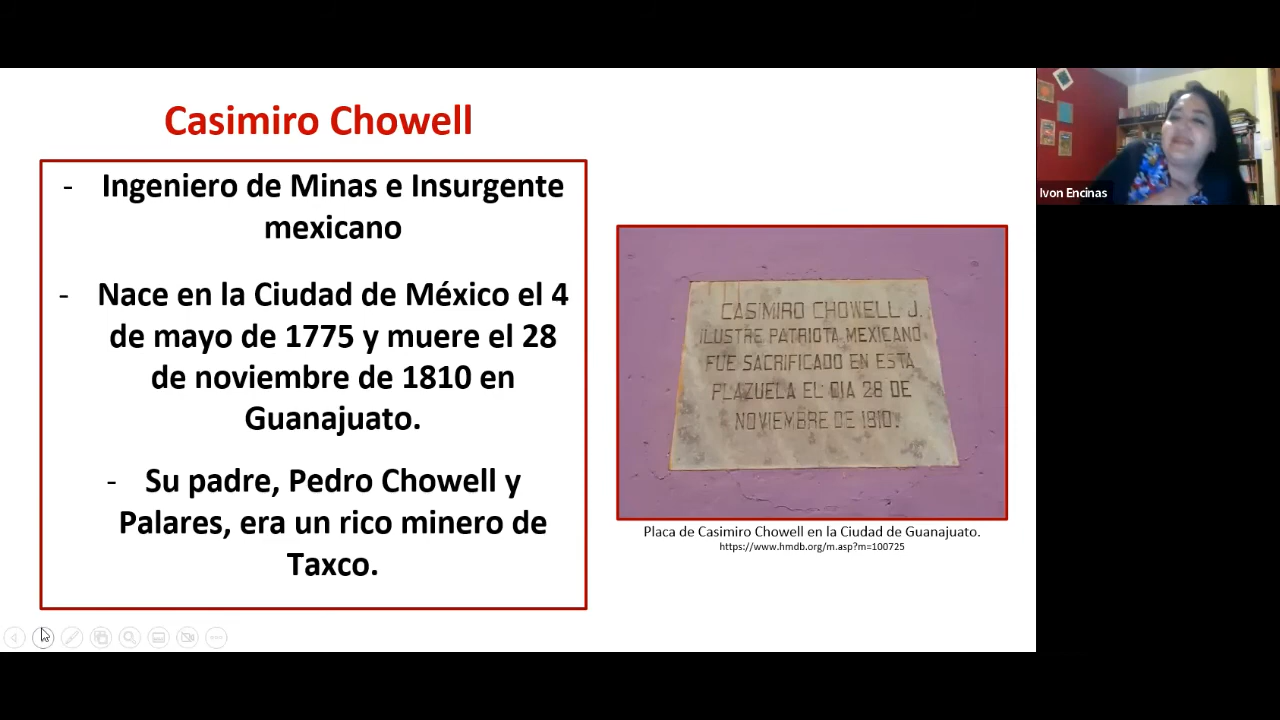 Casimiro Chowell
- Ingeniero de Minas e Insurgente
mexicano
- Nace en la Ciudad de México el 4
de mayo de 1775 y muere el 28
de noviembre de 1810 en
Guanajuato.
- Su padre, Pedro Chowell y
Palares, era un rico minero de
Taxco.
CASIMIRO CHOWELL J.
ILUSTRE PATRIOTA MEXICANO
FUE SACRIFICADO EN ESTA
PLAZUELA EL DIA 28 DE
NOVIEMBRE DE 1810.
Placa de Casimiro Chowell en la Ciudad de Guanajuato.
https://www.hmdb.org/m.asp?m=100725
Ivon Encinas